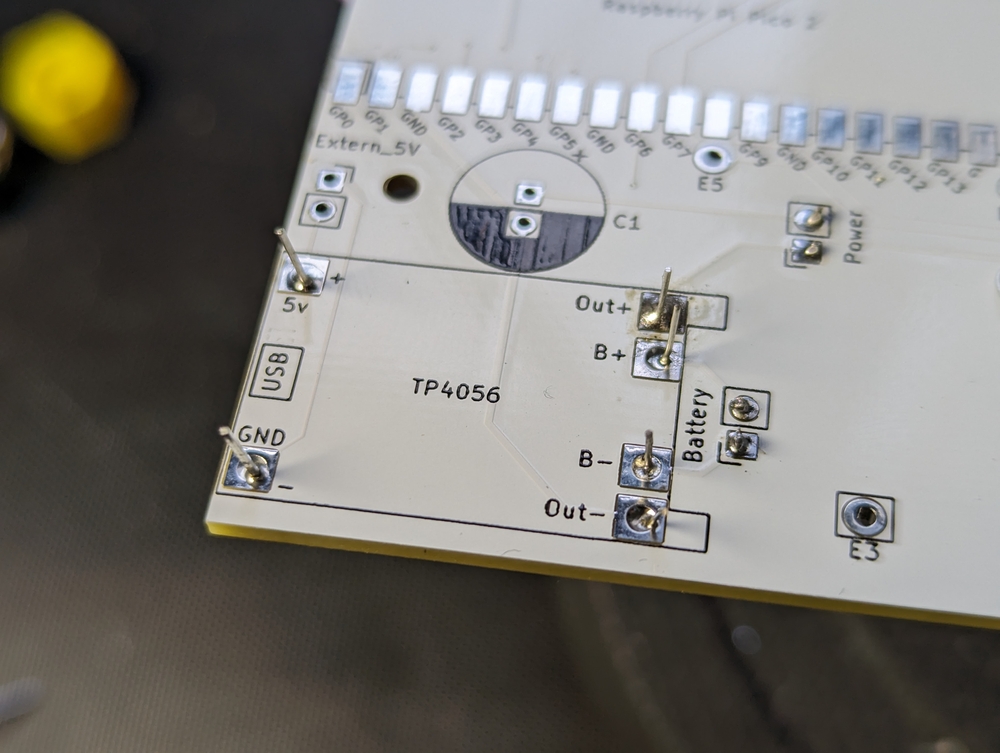 Raspberry Pi Pico 2
GP0 GP1 GND GP2 GP3 GP4 GP5 GND GP6 GP7 GP9 GND GP10 GP11 GP12 GP13 G
Extern_5V
E5
C1
Power
+
5v
Out+
B+
USB
TP4056
Battery
GND
B-
-
Out-
E3